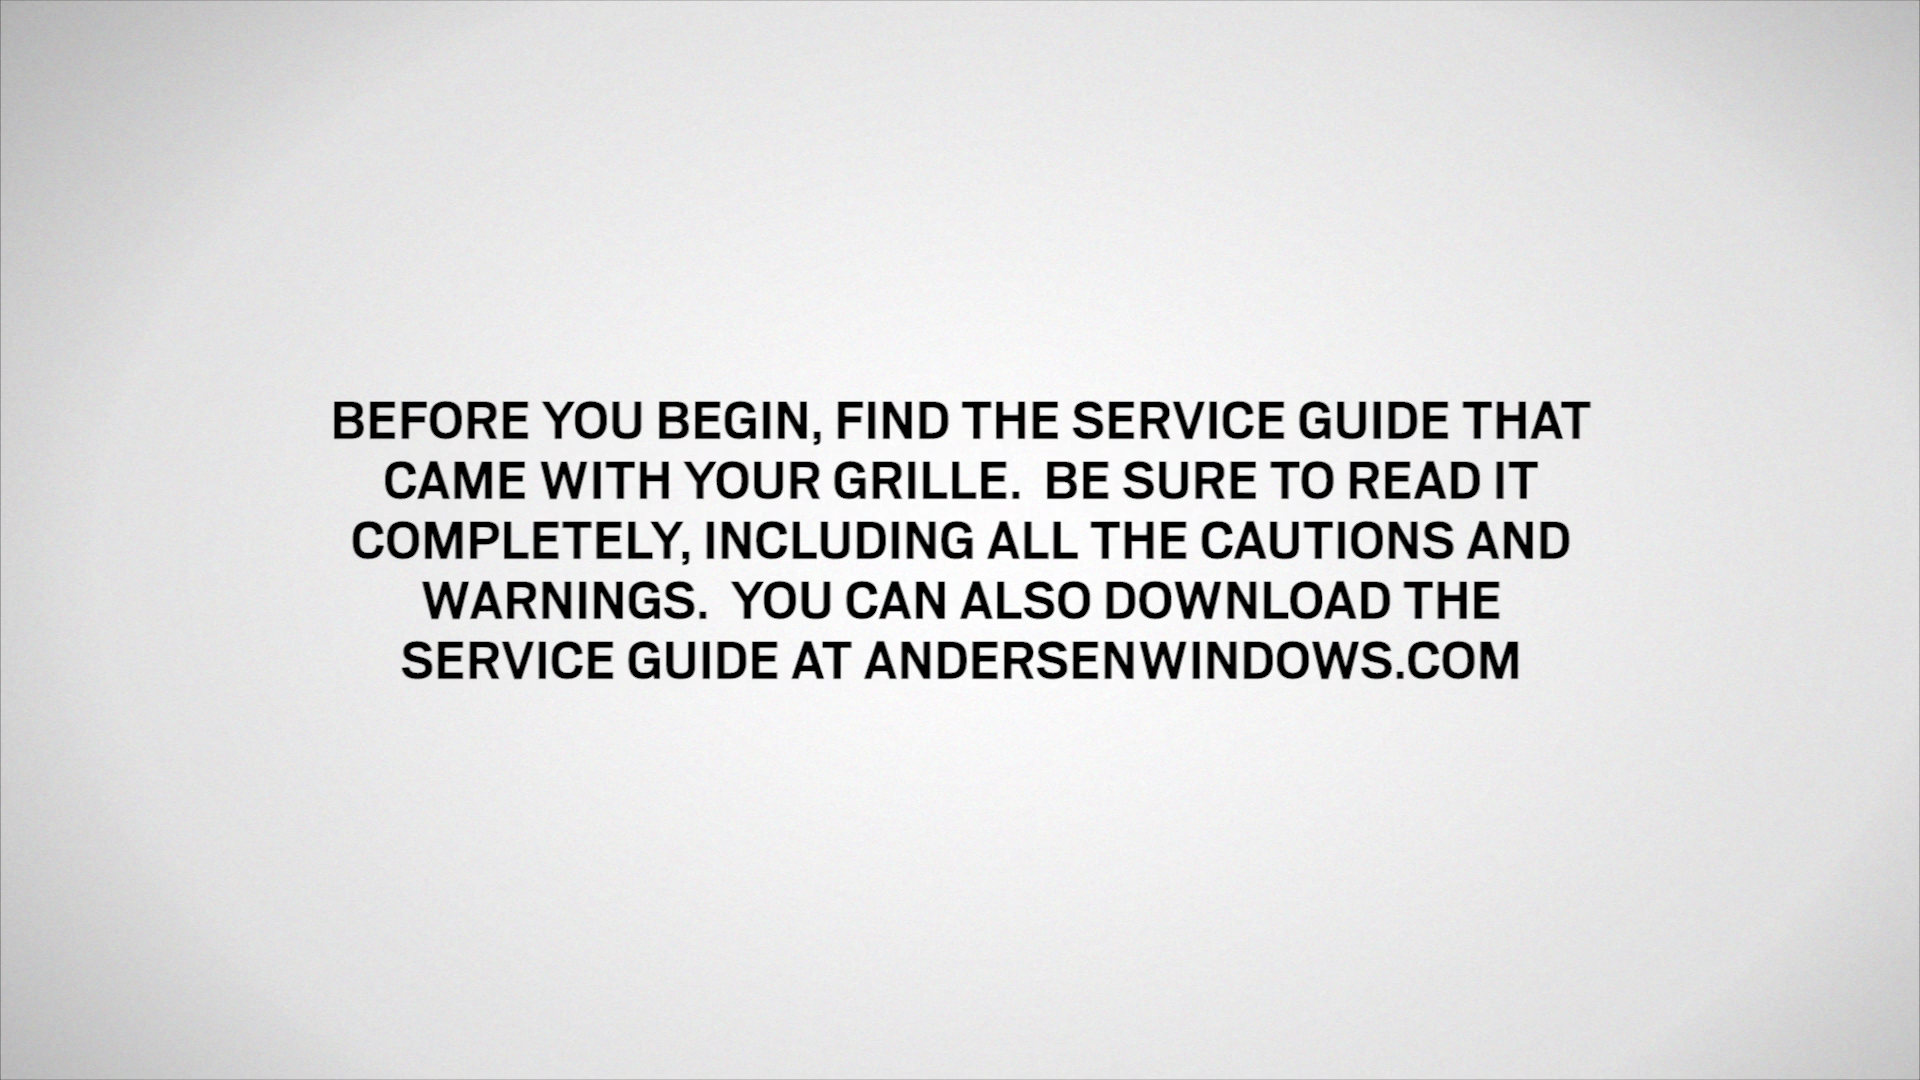 BEFORE YOU BEGIN, FIND THE SERVICE GUIDE THAT
CAME WITH YOUR GRILLE.  BE SURE TO READ IT
COMPLETELY, INCLUDING ALL THE CAUTIONS AND
WARNINGS.  YOU CAN ALSO DOWNLOAD THE
SERVICE GUIDE AT ANDERSENWINDOWS.COM